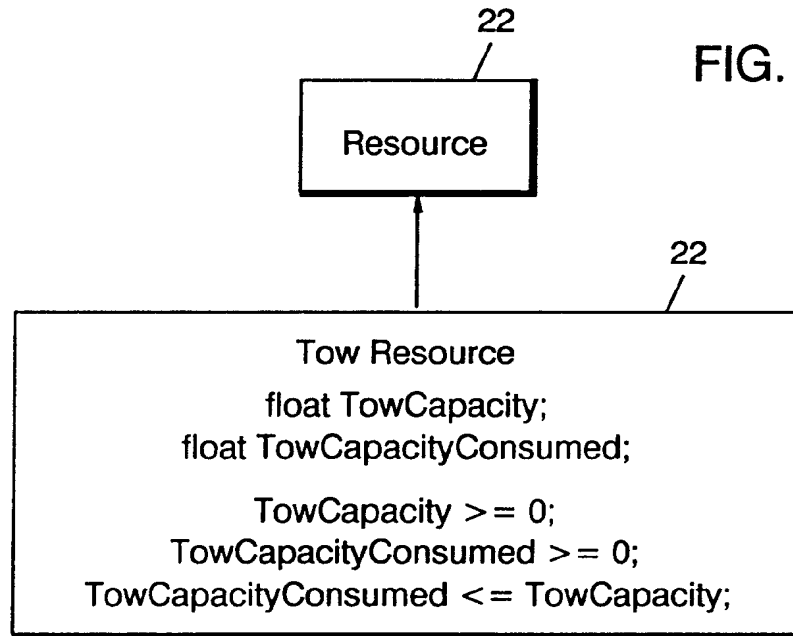 22
FIG.
Resource
22
Tow Resource
float TowCapacity;
float TowCapacityConsumed;
TowCapacity >= 0;
TowCapacityConsumed >= 0;
TowCapacityConsumed <= TowCapacity;